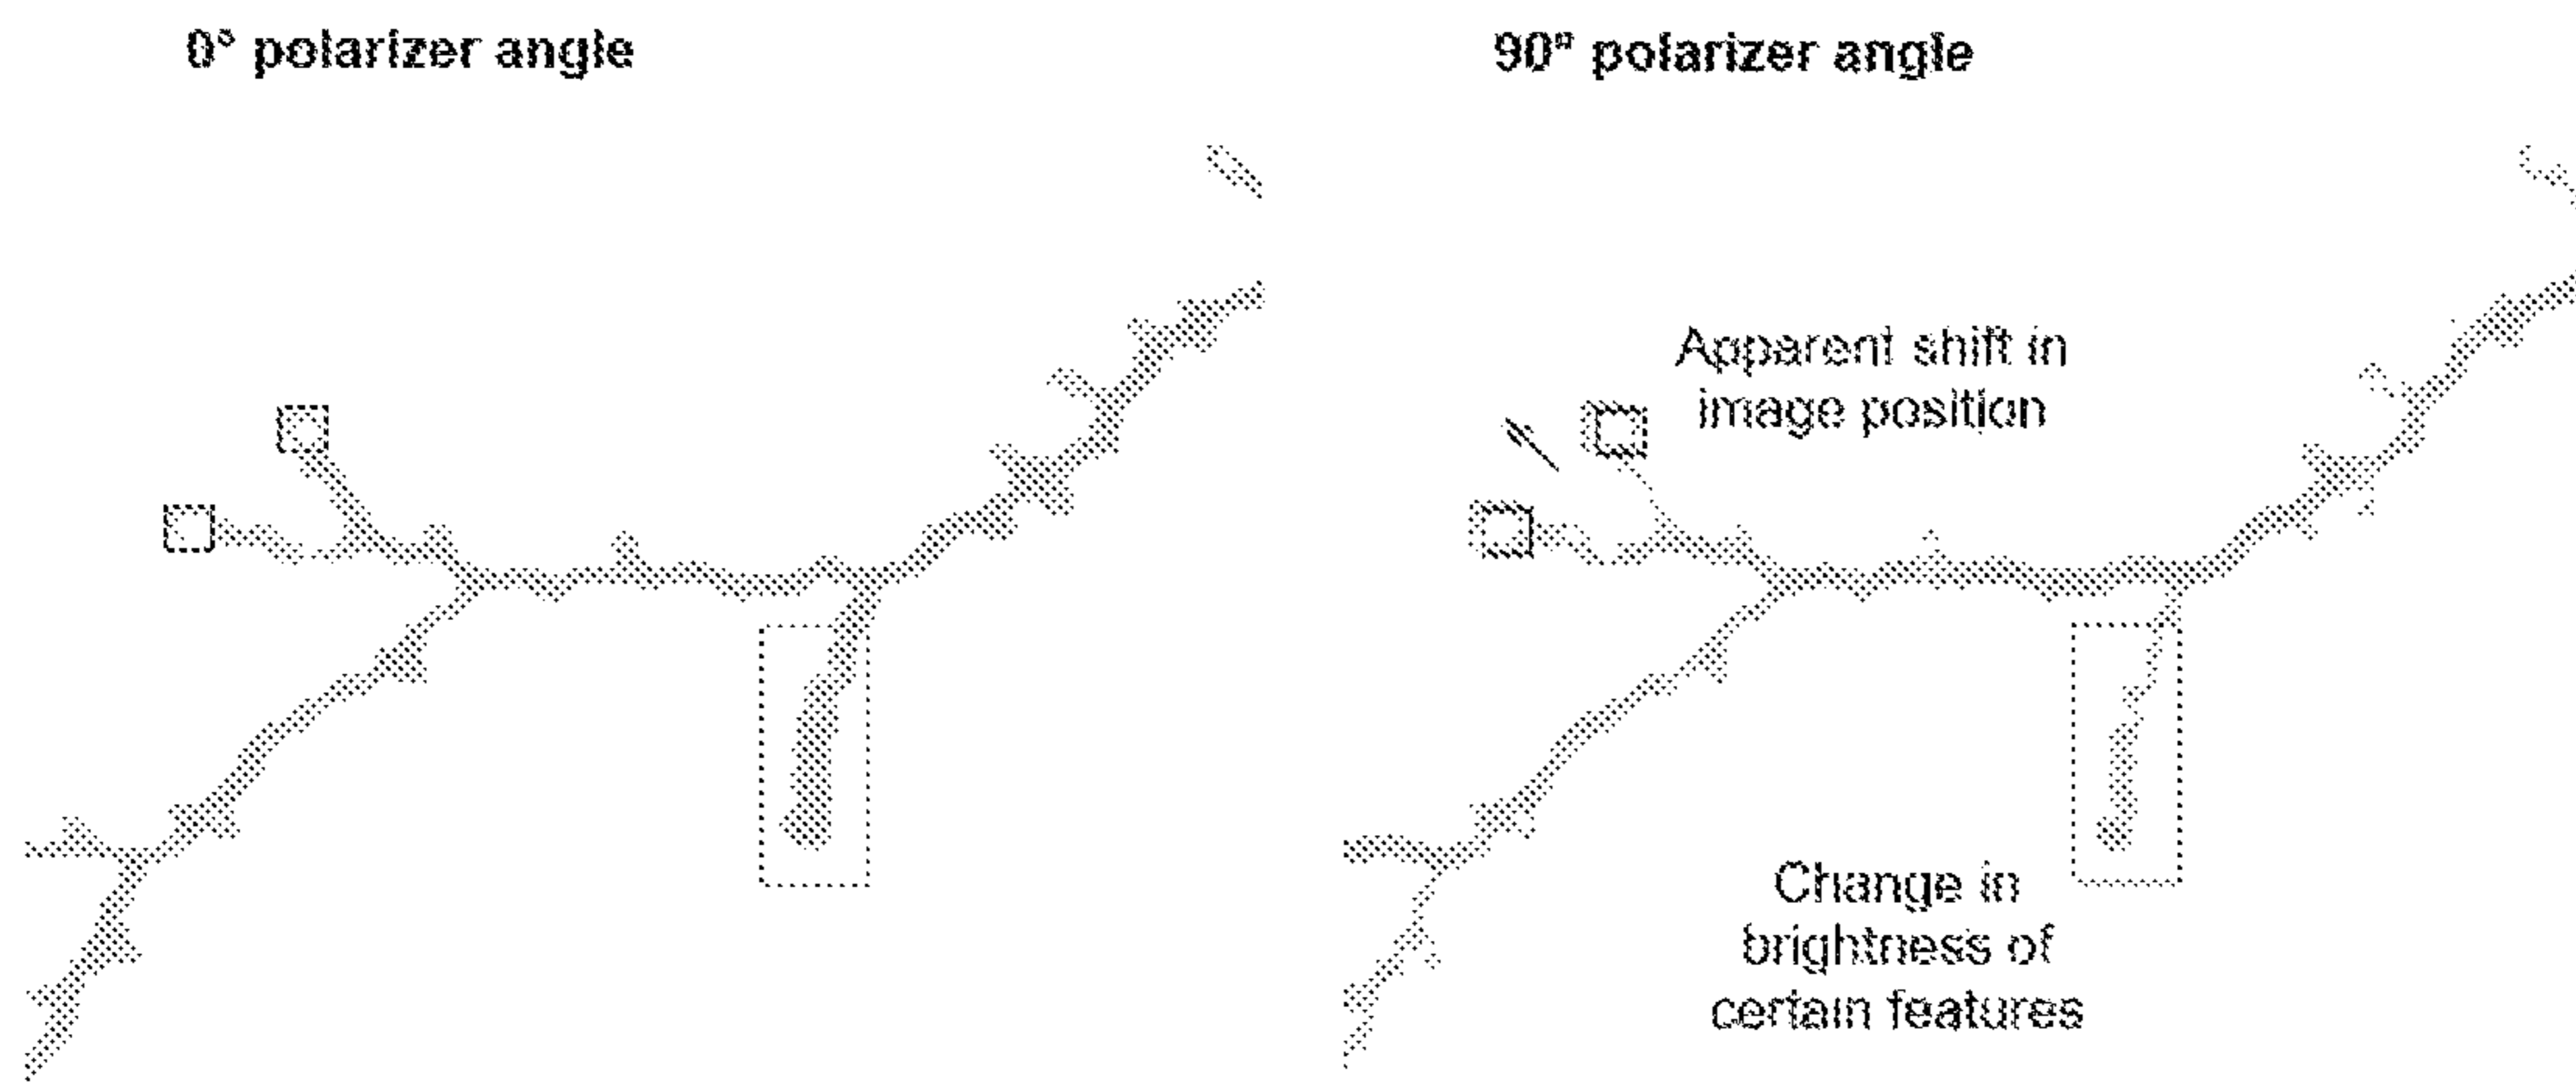 0° polarizer angle
90° polarizer angle
Apparent shift in
image position
Change in
brightness of
certain features